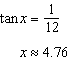 tan x = 1/12
x ≈ 4.76